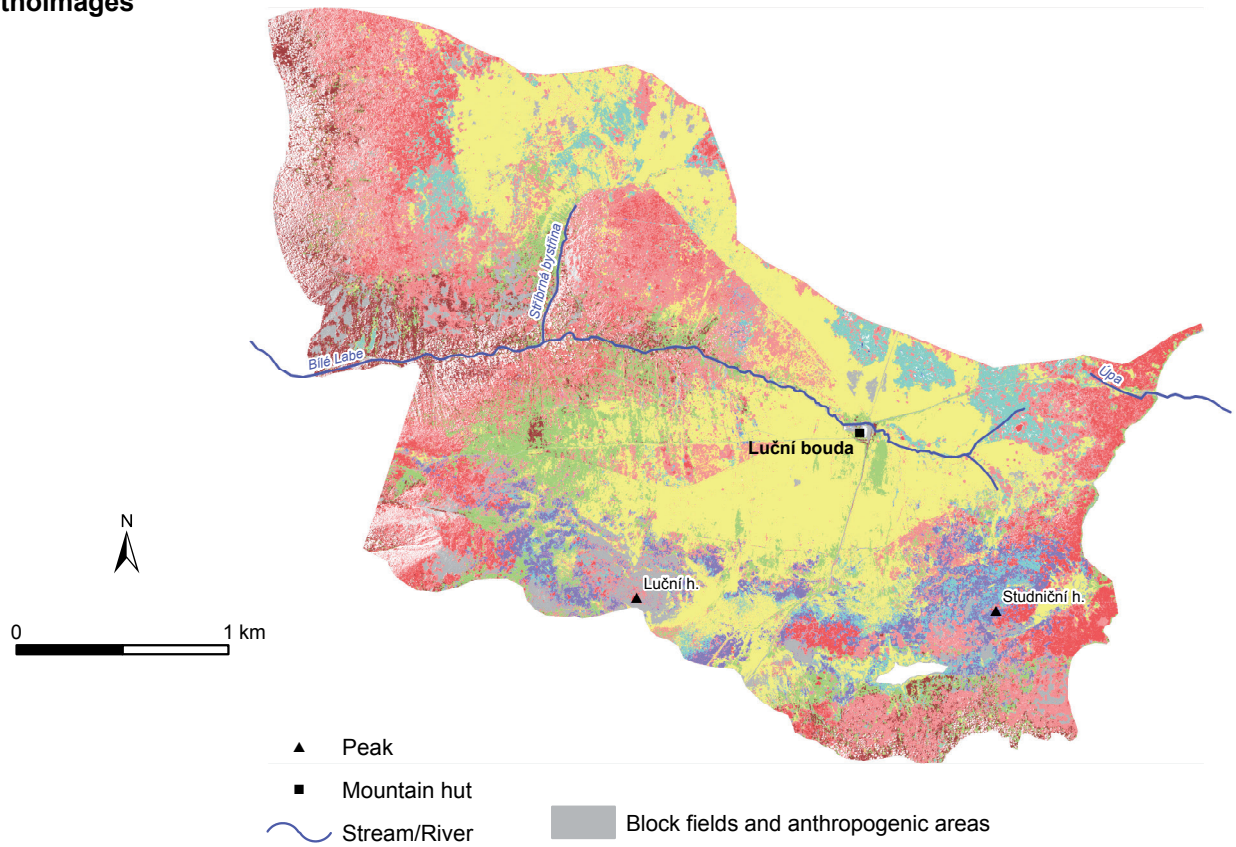 thoimages
Stříbrná bystřina
Bílé Labe
Úpa
Luční bouda
N
Luční h.
Studniční h.
0 1 km
Peak
Mountain hut
Stream/River
Block fields and anthropogenic areas